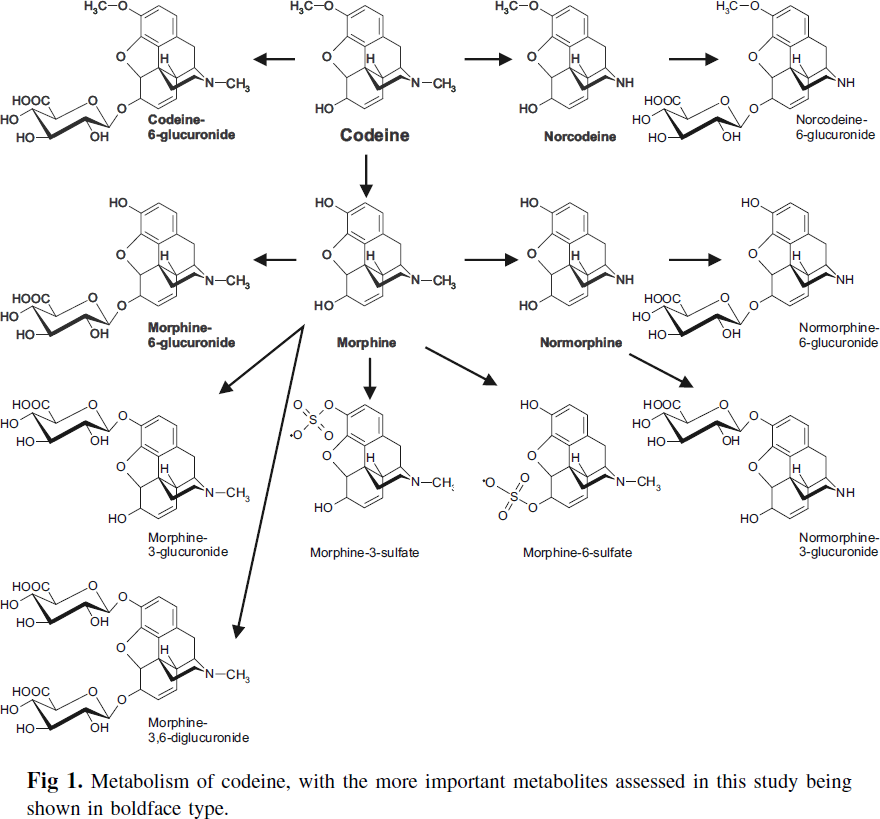 H₃C–O
H₃C–O
H₃C–O
H₃C–O
O
H
N–CH₃
O
H
N–CH₃
O
H
NH
O
H
NH
HOOC
O
HO
HO
OH
O
HO
HO
HOOC
O
HO
HO
OH
O
Codeine-
6-glucuronide
Codeine
Norcodeine
Norcodeine-
6-glucuronide
HO
HO
HO
HO
O
H
N–CH₃
O
H
N–CH₃
O
H
NH
O
H
NH
HOOC
O
HO
HO
OH
O
HO
HO
HOOC
O
HO
HO
OH
O
Morphine-
6-glucuronide
Morphine
Normorphine
Normorphine-
6-glucuronide
HOOC
O
O
HO
HO
OH
O
H
N–CH₃
HO
Morphine-
3-glucuronide
O
O
S
•O
O
O
H
N–CH₃
HO
Morphine-3-sulfate
HO
O
H
N–CH₃
•O
O
S
O
O
Morphine-6-sulfate
HOOC
O
O
HO
HO
OH
O
H
NH
HO
Normorphine-
3-glucuronide
HOOC
O
O
HO
HO
OH
O
H
N–CH₃
HOOC
O
O
HO
HO
OH
Morphine-
3,6-diglucuronide
Fig 1. Metabolism of codeine, with the more important metabolites assessed in this study being
shown in boldface type.